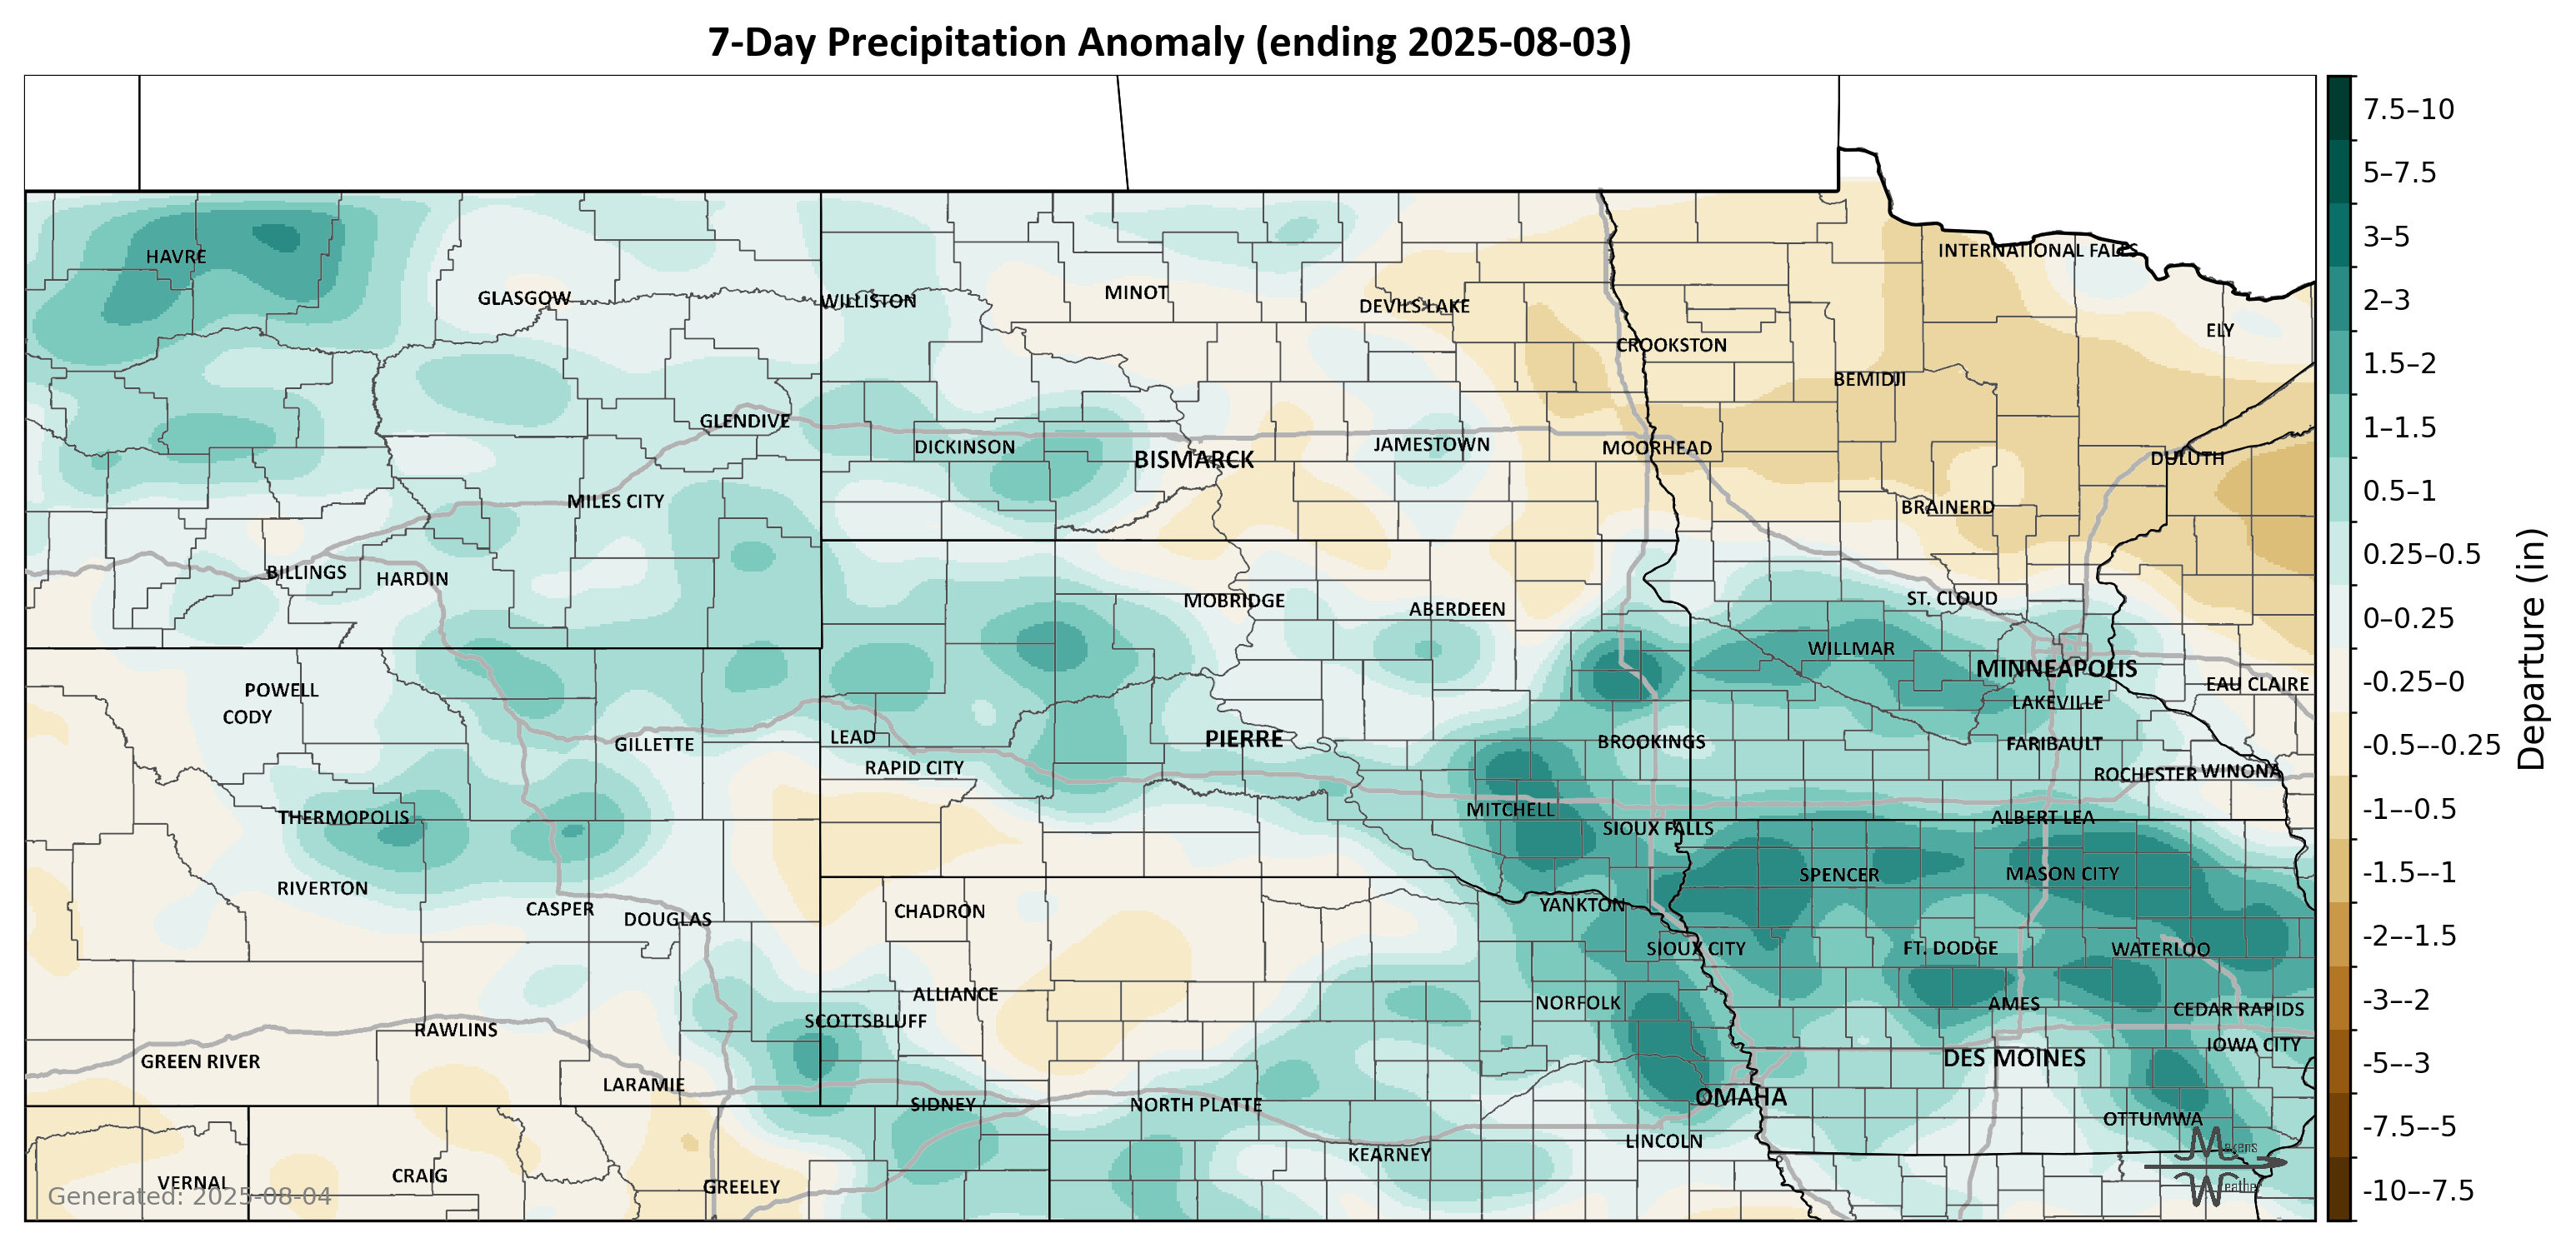 7-Day Precipitation Anomaly (ending 2025-08-03)
HAVRE
INTERNATIONAL FALLS
GLASGOW
WILLISTON
MINOT
DEVILS LAKE
CROOKSTON
ELY
BEMIDJI
GLENDIVE
DICKINSON
BISMARCK
JAMESTOWN
MOORHEAD
DULUTH
MILES CITY
BRAINERD
BILLINGS
HARDIN
MOBRIDGE
ABERDEEN
ST. CLOUD
WILLMAR
MINNEAPOLIS
POWELL
CODY
EAU CLAIRE
LAKEVILLE
GILLETTE
LEAD
PIERRE
BROOKINGS
FARIBAULT
RAPID CITY
ROCHESTER
WINONA
THERMOPOLIS
MITCHELL
SIOUX FALLS
ALBERT LEA
RIVERTON
SPENCER
MASON CITY
CASPER
DOUGLAS
CHADRON
YANKTON
SIOUX CITY
FT. DODGE
WATERLOO
ALLIANCE
NORFOLK
AMES
CEDAR RAPIDS
SCOTTSBLUFF
RAWLINS
GREEN RIVER
IOWA CITY
DES MOINES
LARAMIE
OMAHA
SIDNEY
NORTH PLATTE
OTTUMWA
LINCOLN
KEARNEY
VERNAL
CRAIG
GREELEY
Generated: 2025-08-04
Makens
Weather
7.5–10
5–7.5
3–5
2–3
1.5–2
1–1.5
0.5–1
0.25–0.5
0–0.25
-0.25–0
-0.5–-0.25
-1–-0.5
-1.5–-1
-2–-1.5
-3–-2
-5–-3
-7.5–-5
-10–-7.5
Departure (in)